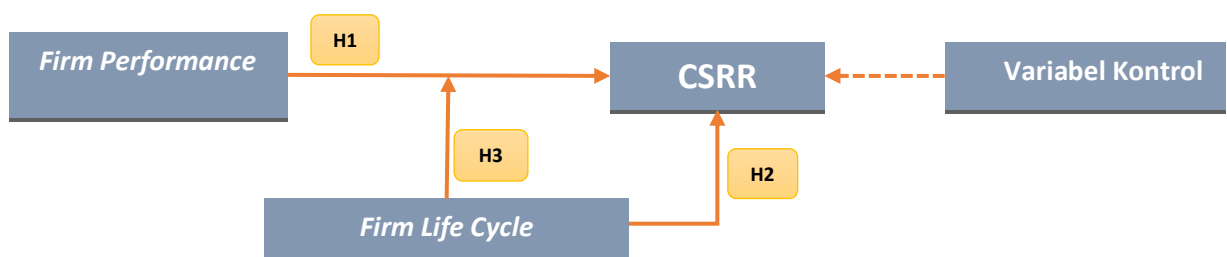 H1
Firm Performance
CSRR
Variabel Kontrol
H3
H2
Firm Life Cycle